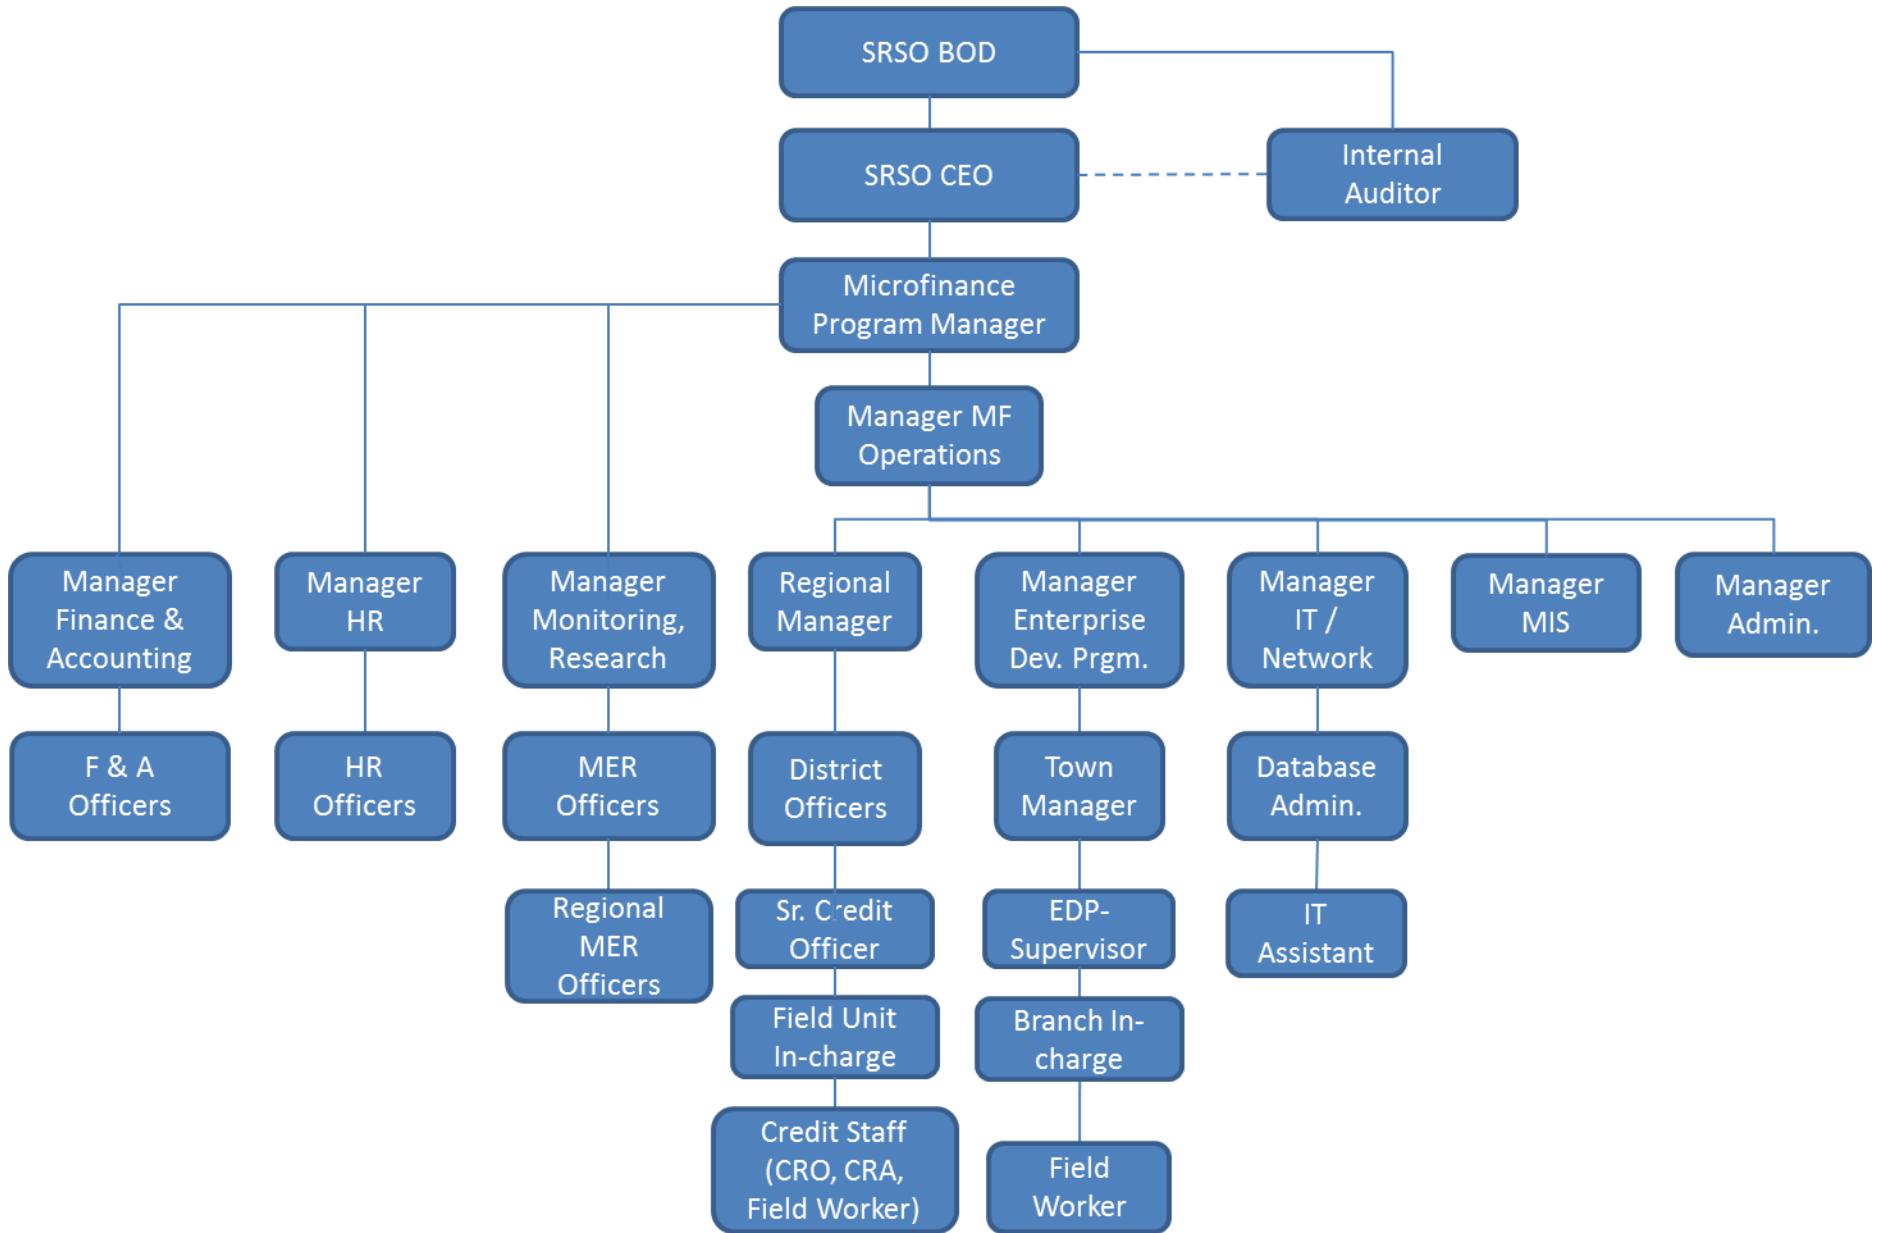 SRSO BOD
SRSO CEO
Internal
Auditor
Microfinance
Program Manager
Manager MF
Operations
Manager
Finance &
Accounting
Manager
HR
Manager
Monitoring,
Research
Regional
Manager
Manager
Enterprise
Dev. Prgm.
Manager
IT /
Network
Manager
MIS
Manager
Admin.
F & A
Officers
HR
Officers
MER
Officers
District
Officers
Town
Manager
Database
Admin.
Regional
MER
Officers
Sr. Credit
Officer
EDP-
Supervisor
IT
Assistant
Field Unit
In-charge
Branch In-
charge
Credit Staff
(CRO, CRA,
Field Worker)
Field
Worker